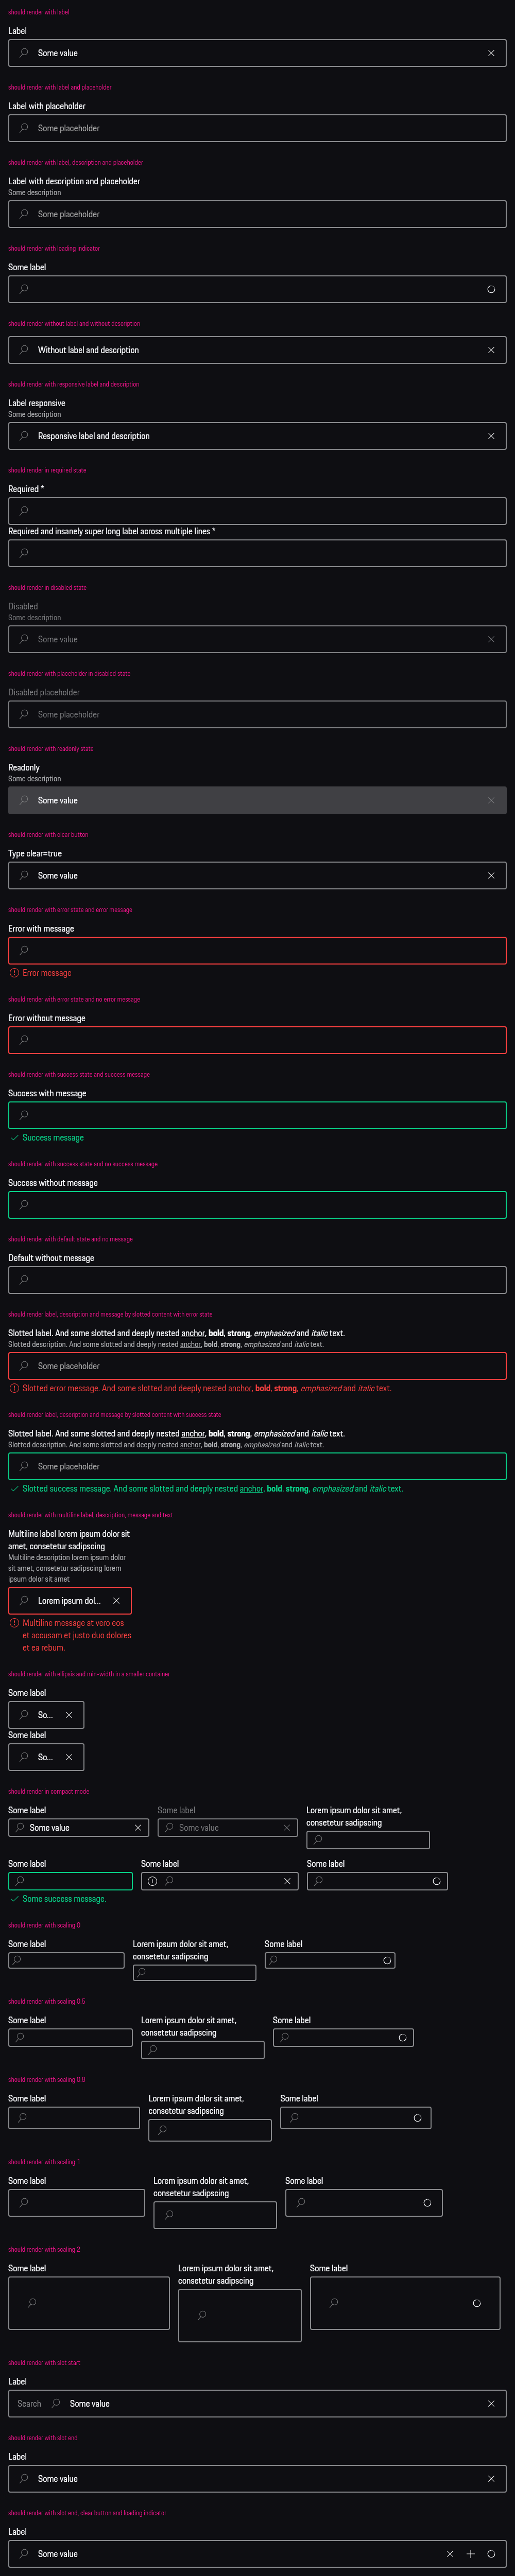 should render with label
Label
Some value
should render with label and placeholder
Label with placeholder
Some placeholder
should render with label, description and placeholder
Label with description and placeholder
Some description
Some placeholder
should render with loading indicator
Some label
should render without label and without description
Without label and description
should render with responsive label and description
Label responsive
Some description
Responsive label and description
should render in required state
Required *
Required and insanely super long label across multiple lines *
should render in disabled state
Disabled
Some description
Some value
should render with placeholder in disabled state
Disabled placeholder
Some placeholder
should render with readonly state
Readonly
Some description
Some value
should render with clear button
Type clear=true
Some value
should render with error state and error message
Error with message
Error message
should render with error state and no error message
Error without message
should render with success state and success message
Success with message
Success message
should render with success state and no success message
Success without message
should render with default state and no message
Default without message
should render label, description and message by slotted content with error state
Slotted label. And some slotted and deeply nested anchor, bold, strong, emphasized and italic text.
Slotted description. And some slotted and deeply nested anchor, bold, strong, emphasized and italic text.
Some placeholder
Slotted error message. And some slotted and deeply nested anchor, bold, strong, emphasized and italic text.
should render label, description and message by slotted content with success state
Slotted label. And some slotted and deeply nested anchor, bold, strong, emphasized and italic text.
Slotted description. And some slotted and deeply nested anchor, bold, strong, emphasized and italic text.
Some placeholder
Slotted success message. And some slotted and deeply nested anchor, bold, strong, emphasized and italic text.
should render with multiline label, description, message and text
Multiline label lorem ipsum dolor sit
amet, consetetur sadipscing
Multiline description lorem ipsum dolor
sit amet, consetetur sadipscing lorem
ipsum dolor sit amet
Lorem ipsum dol...
Multiline message at vero eos
et accusam et justo duo dolores
et ea rebum.
should render with ellipsis and min-width in a smaller container
Some label
So...
Some label
So...
should render in compact mode
Some label
Some value
Some label
Some value
Lorem ipsum dolor sit amet,
consetetur sadipscing
Some label
Some success message.
Some label
Some label
should render with scaling 0
Some label
Lorem ipsum dolor sit amet,
consetetur sadipscing
Some label
should render with scaling 0.5
Some label
Lorem ipsum dolor sit amet,
consetetur sadipscing
Some label
should render with scaling 0.8
Some label
Lorem ipsum dolor sit amet,
consetetur sadipscing
Some label
should render with scaling 1
Some label
Lorem ipsum dolor sit amet,
consetetur sadipscing
Some label
should render with scaling 2
Some label
Lorem ipsum dolor sit amet,
consetetur sadipscing
Some label
should render with slot start
Label
Search
Some value
should render with slot end
Label
Some value
should render with slot end, clear button and loading indicator
Label
Some value